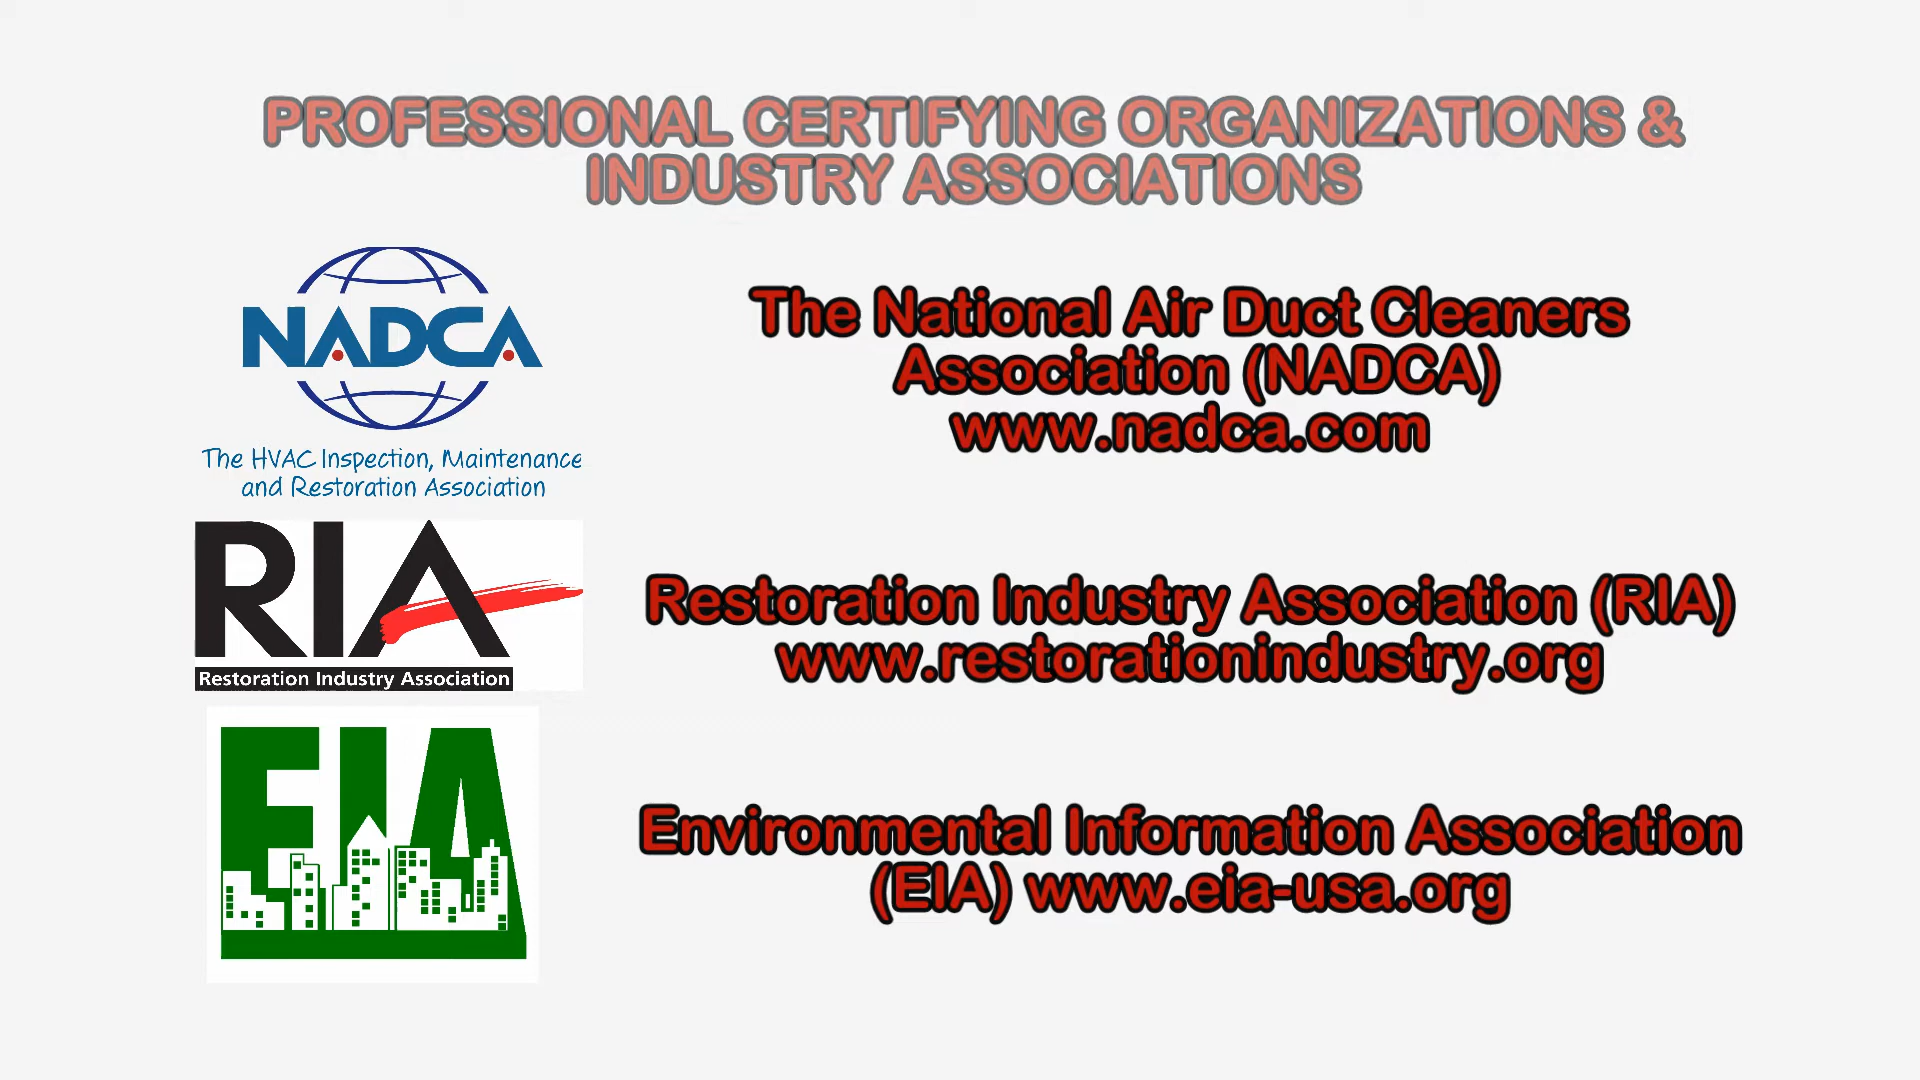 PROFESSIONAL CERTIFYING ORGANIZATIONS &
INDUSTRY ASSOCIATIONS
NADCA
The HVAC Inspection, Maintenance
and Restoration Association
The National Air Duct Cleaners
Association (NADCA)
www.nadca.com
RIA
Restoration Industry Association
Restoration Industry Association (RIA)
www.restorationindustry.org
EIA
Environmental Information Association
(EIA) www.eia-usa.org